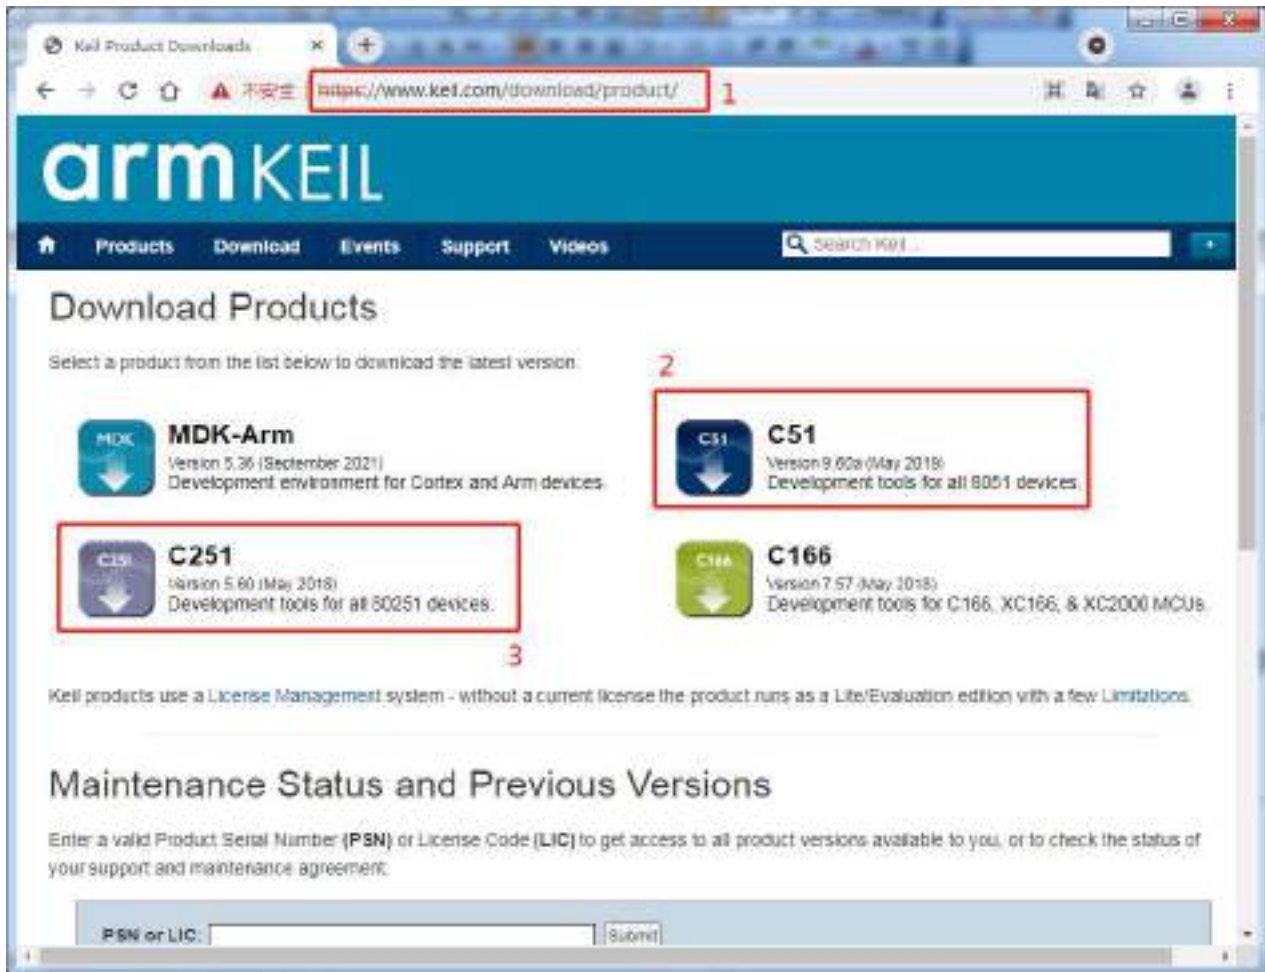 Keil Product Downloads
不安全 https://www.keil.com/download/product/ 1
arm KEIL
Products Download Events Support Videos Search Keil...
Download Products
Select a product from the list below to download the latest version.
2
MDK
MDK-Arm
Version 5.36 (September 2021)
Development environment for Cortex and Arm devices.
C51
C51
Version 9.60a (May 2019)
Development tools for all 8051 devices.
C251
C251
Version 5.60 (May 2018)
Development tools for all 80251 devices.
C166
C166
Version 7.57 (May 2018)
Development tools for C166, XC166, & XC2000 MCUs.
3
Keil products use a License Management system - without a current license the product runs as a Lite/Evaluation edition with a few Limitations.
Maintenance Status and Previous Versions
Enter a valid Product Serial Number (PSN) or License Code (LIC) to get access to all product versions available to you, or to check the status of
your support and maintenance agreement.
PSN or LIC: Submit